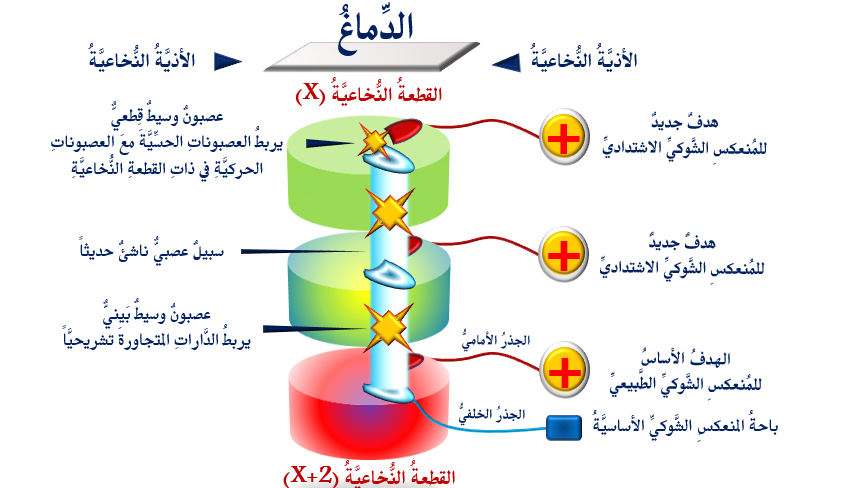 الدِّماغُ
الأذيَّةُ النُّخاعيَّةُ
الأذيَّةُ النُّخاعيَّةُ
القطعةُ النُّخاعيَّةُ (X)
هدفٌ جديدٌ
للمُنعكسِ الشَّوكيِّ الاشتداديِّ
عصبونٌ وسيطٌ قِطعيٌّ
يربطُ العصبوناتِ الحسِّيَّةَ معَ العصبوناتِ
الحركيَّةِ في ذاتِ القطعةِ النُّخاعيَّةِ
هدفٌ جديدٌ
للمُنعكسِ الشَّوكيِّ الاشتداديِّ
سبيلٌ عصبيٌّ ناشئٌ حديثاً
عصبونٌ وسيطٌ بَينِيٌّ
يربطُ الدَّاراتِ المتجاورةِ تشريحيَّاً
الجذرُ الأماميُّ
الهدفُ الأساسُ
للمُنعكسِ الشَّوكيِّ الطَّبيعيِّ
الجذرُ الخلفيُّ
باحةُ المنعكسِ الشَّوكيِّ الأساسيَّةُ
القطعةُ النُّخاعيَّةُ (X+2)